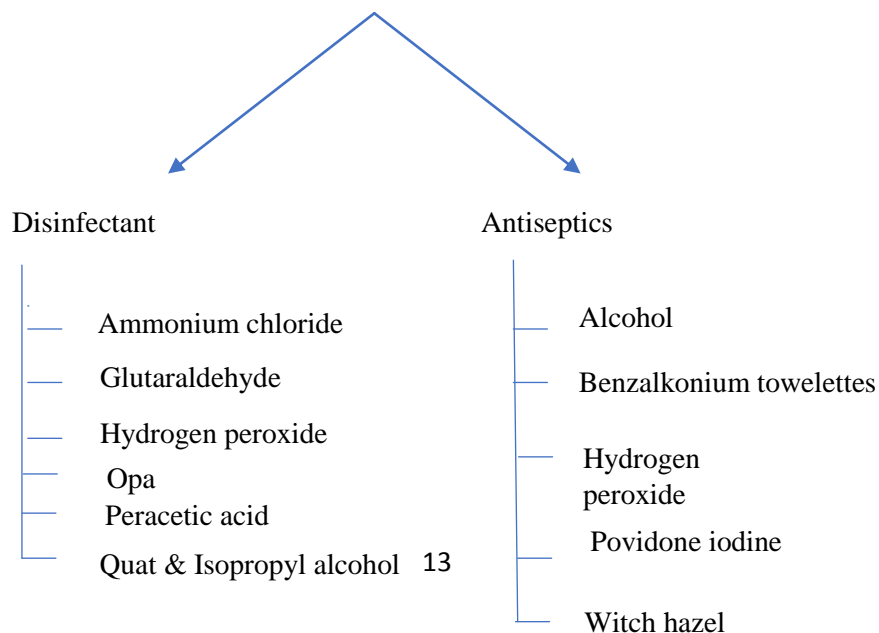 Disinfectant
Ammonium chloride
Glutaraldehyde
Hydrogen peroxide
Opa
Peracetic acid
Quat & Isopropyl alcohol 13
Antiseptics
Alcohol
Benzalkonium towelettes
Hydrogen
peroxide
Povidone iodine
Witch hazel